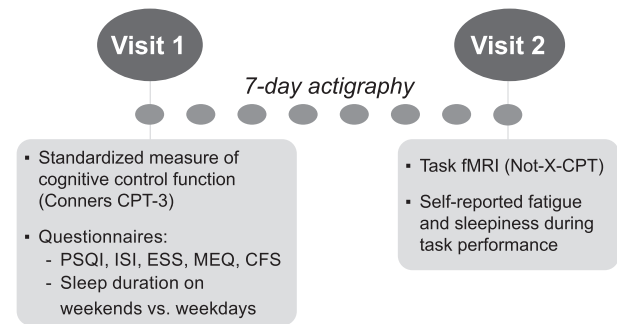 Visit 1
Visit 2
7-day actigraphy
▪ Standardized measure of
cognitive control function
(Conners CPT-3)
▪ Questionnaires:
- PSQI, ISI, ESS, MEQ, CFS
- Sleep duration on
weekends vs. weekdays
▪ Task fMRI (Not-X-CPT)
▪ Self-reported fatigue
and sleepiness during
task performance